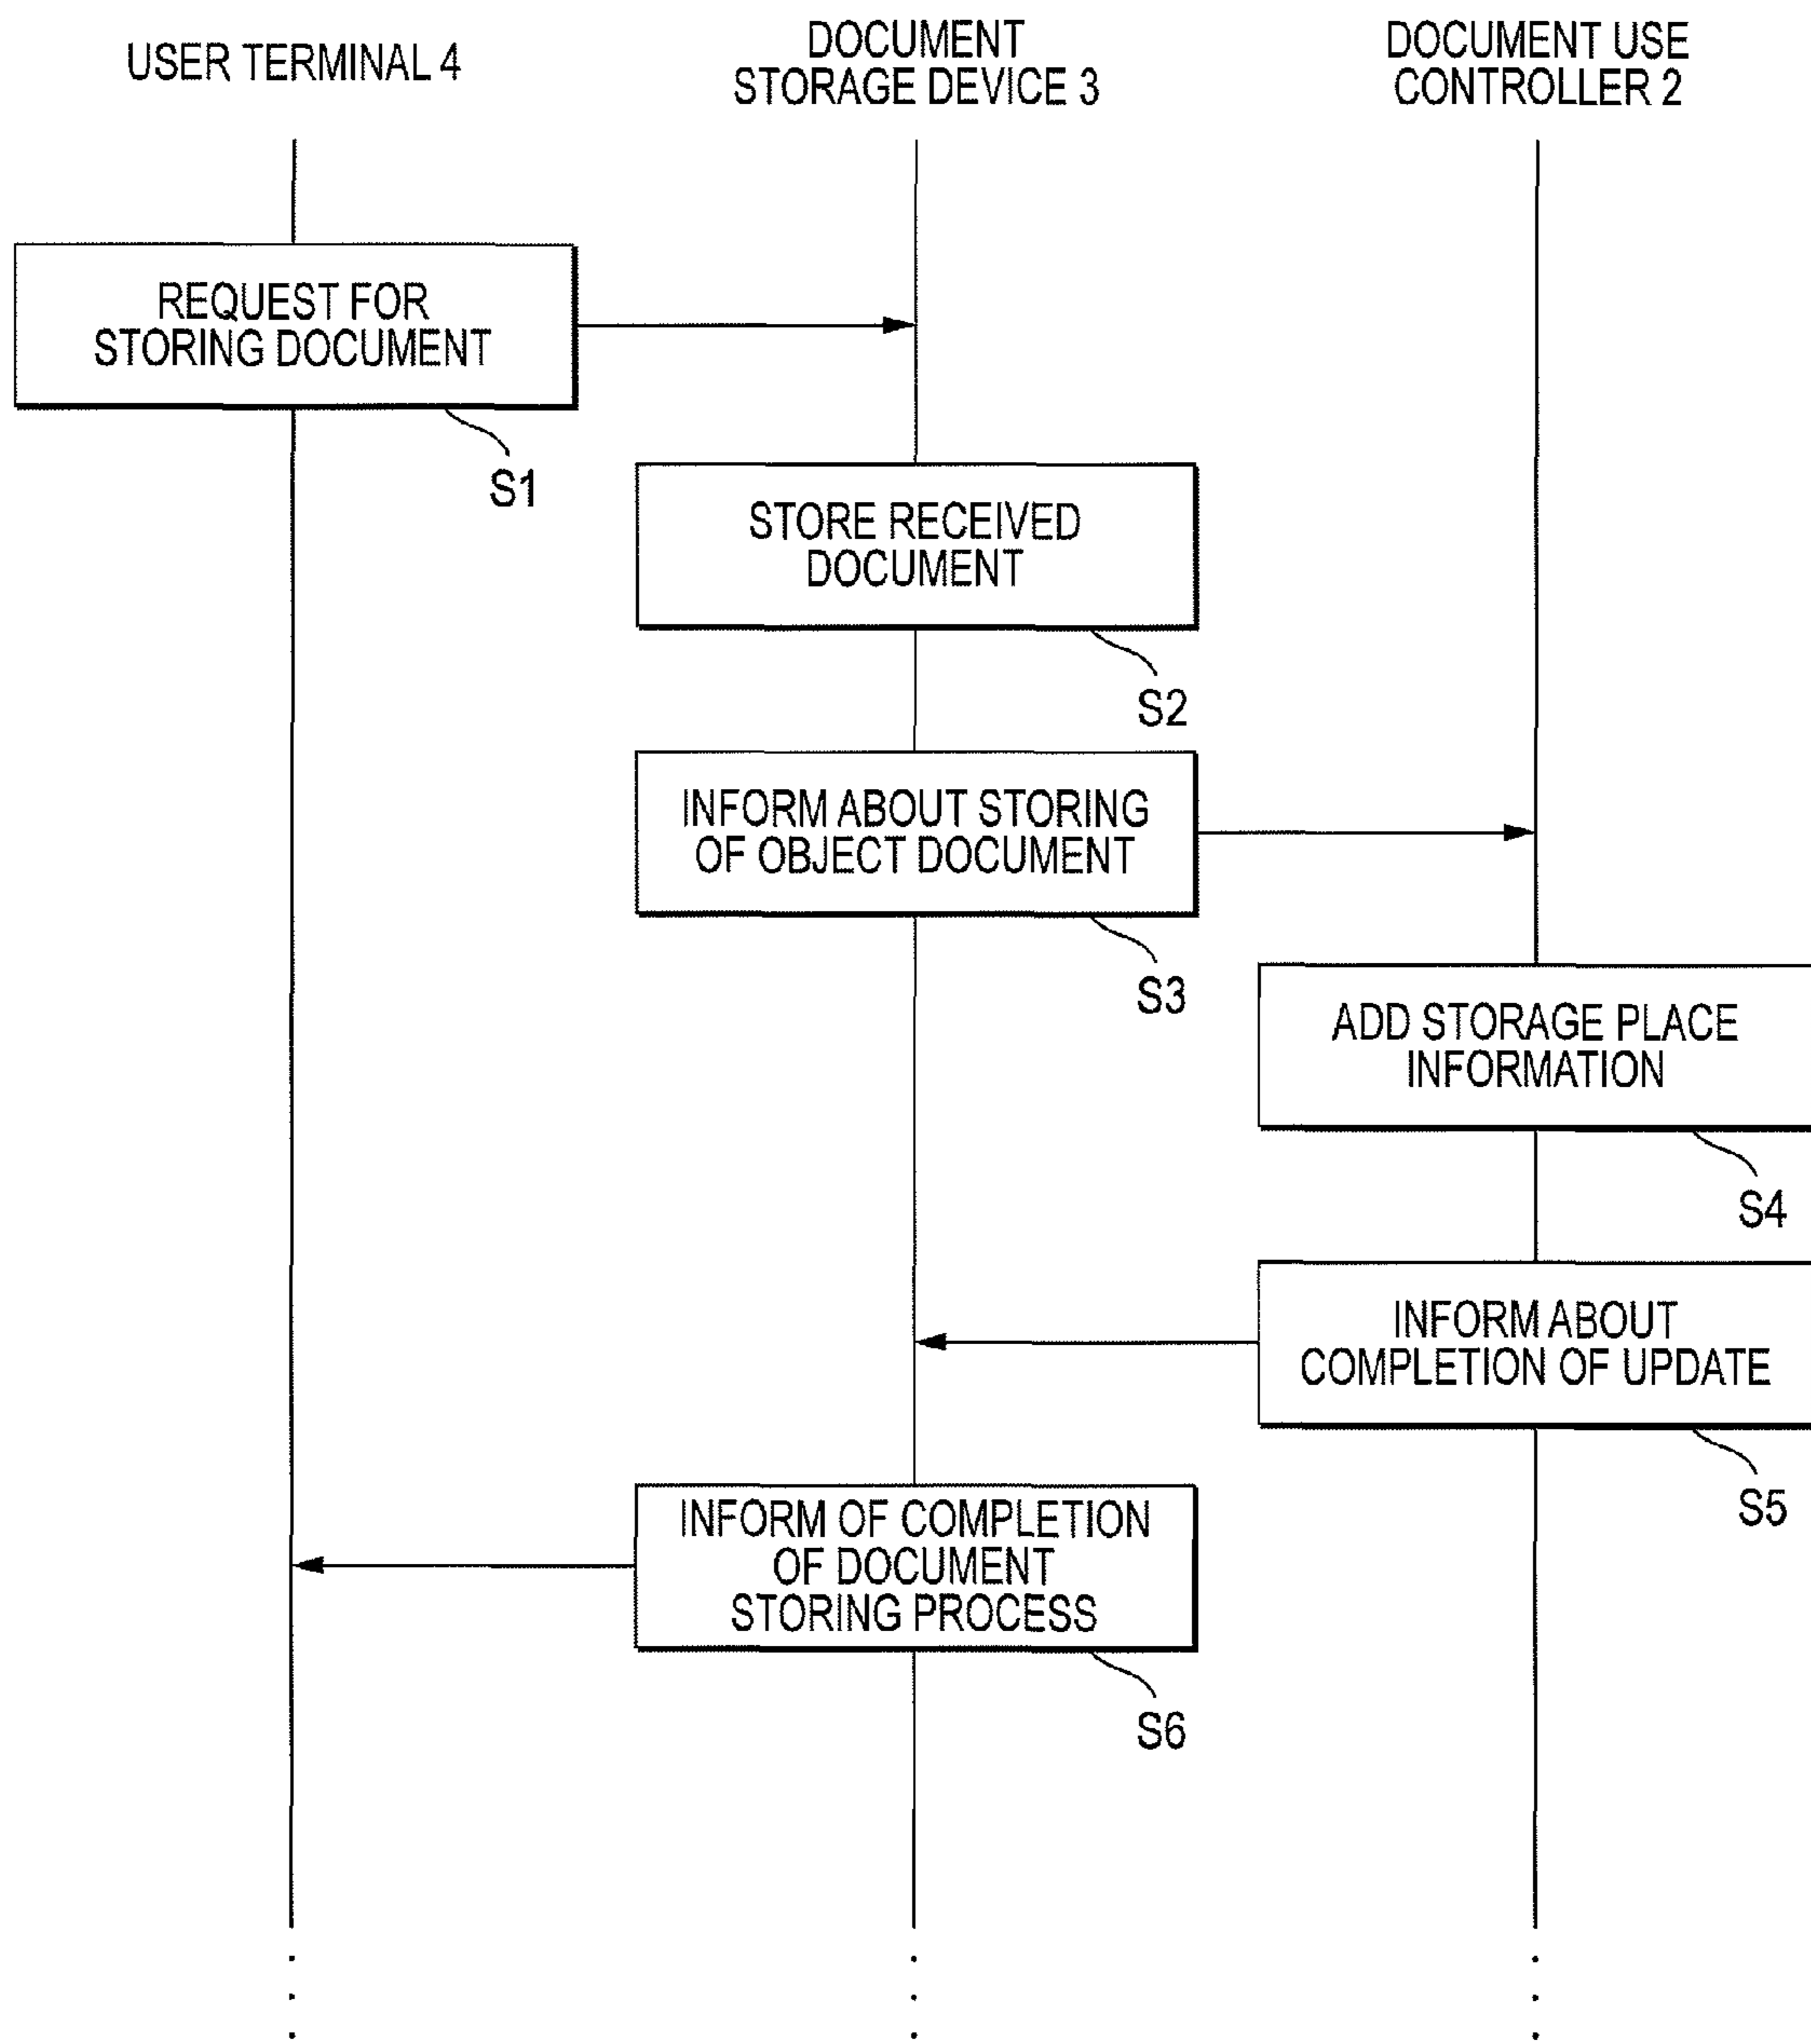 USER TERMINAL 4
DOCUMENT
STORAGE DEVICE 3
DOCUMENT USE
CONTROLLER 2
REQUEST FOR
STORING DOCUMENT
S1
STORE RECEIVED
DOCUMENT
S2
INFORM ABOUT STORING
OF OBJECT DOCUMENT
S3
ADD STORAGE PLACE
INFORMATION
S4
INFORM ABOUT
COMPLETION OF UPDATE
S5
INFORM OF COMPLETION
OF DOCUMENT
STORING PROCESS
S6